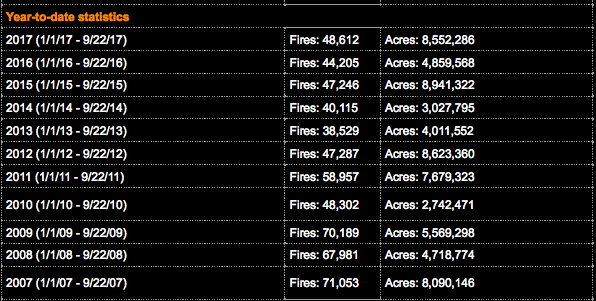 Year-to-date statistics
2017 (1/1/17 - 9/22/17) Fires: 48,612 Acres: 8,552,286
2016 (1/1/16 - 9/22/16) Fires: 44,205 Acres: 4,859,568
2015 (1/1/15 - 9/22/15) Fires: 47,246 Acres: 8,941,322
2014 (1/1/14 - 9/22/14) Fires: 40,115 Acres: 3,027,795
2013 (1/1/13 - 9/22/13) Fires: 38,529 Acres: 4,011,552
2012 (1/1/12 - 9/22/12) Fires: 47,287 Acres: 8,623,360
2011 (1/1/11 - 9/22/11) Fires: 58,957 Acres: 7,679,323
2010 (1/1/10 - 9/22/10) Fires: 48,302 Acres: 2,742,471
2009 (1/1/09 - 9/22/09) Fires: 70,189 Acres: 5,569,298
2008 (1/1/08 - 9/22/08) Fires: 67,981 Acres: 4,718,774
2007 (1/1/07 - 9/22/07) Fires: 71,053 Acres: 8,090,146